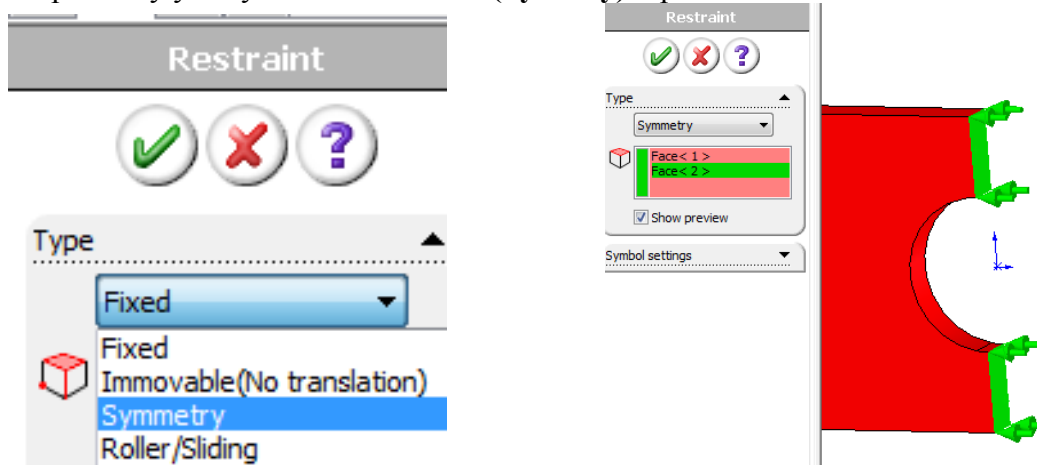 (symmetry)
Restraint
Type
Fixed
Fixed
Immovable(No translation)
Symmetry
Roller/Sliding
Restraint
Type
Symmetry
Face< 1 >
Face< 2 >
Show preview
Symbol settings